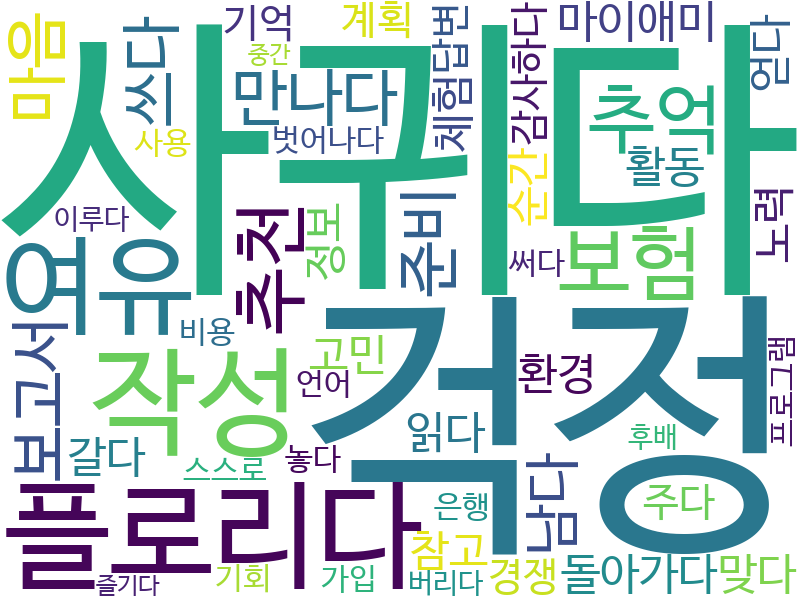 사귀다
걱정
플로리다
작성
여유
추천
보험
추억
만나다
쓰다
마음
기억
계획
중간
사용
벗어나다
체험
답변
감사하다
마이애미
얻다
활동
순간
노력
이루다
정보
준비
써다
비용
보고서
고민
언어
환경
프로그램
갈다
스스로
놓다
읽다
남다
후배
주다
은행
참고
경쟁
돌아가다
맞다
즐기다
기회
가입
버리다